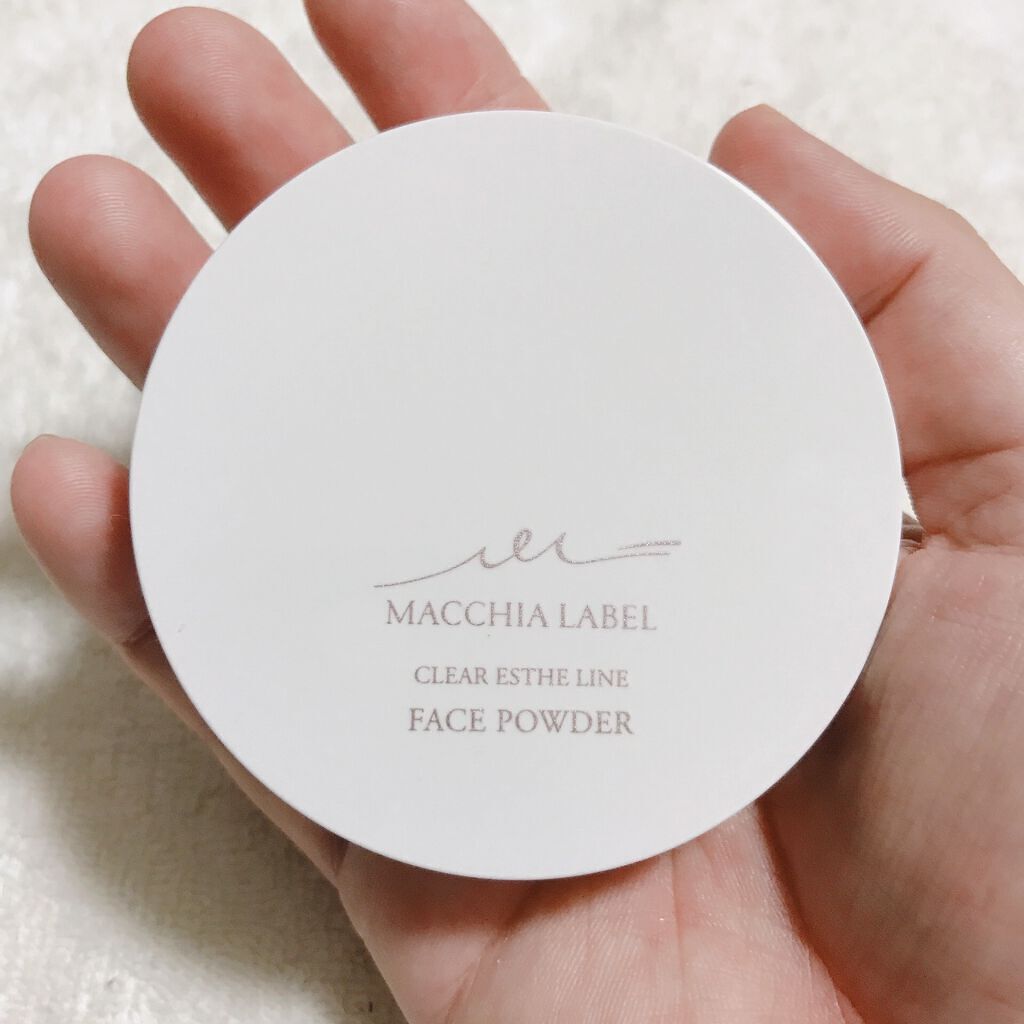 MACCHIA LABEL
CLEAR ESTHE LINE
FACE POWDER